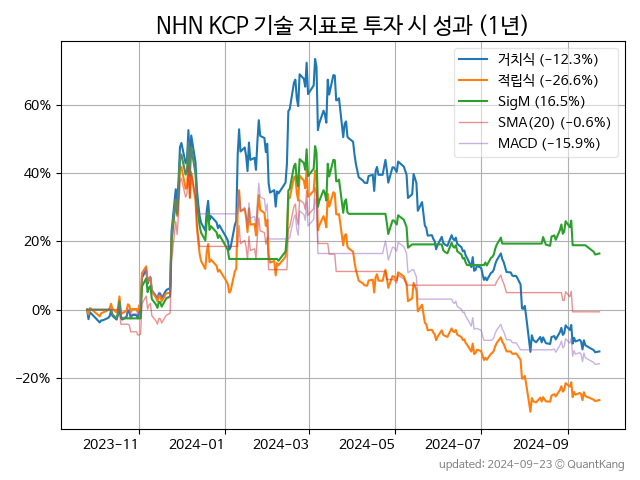 NHN KCP 기술 지표로 투자 시 성과 (1년)
거치식 (−12.3%)
적립식 (−26.6%)
SigM (16.5%)
SMA(20) (−0.6%)
MACD (−15.9%)
60%
40%
20%
0%
−20%
2023-11 2024-01 2024-03 2024-05 2024-07 2024-09
updated: 2024-09-23 © QuantKang